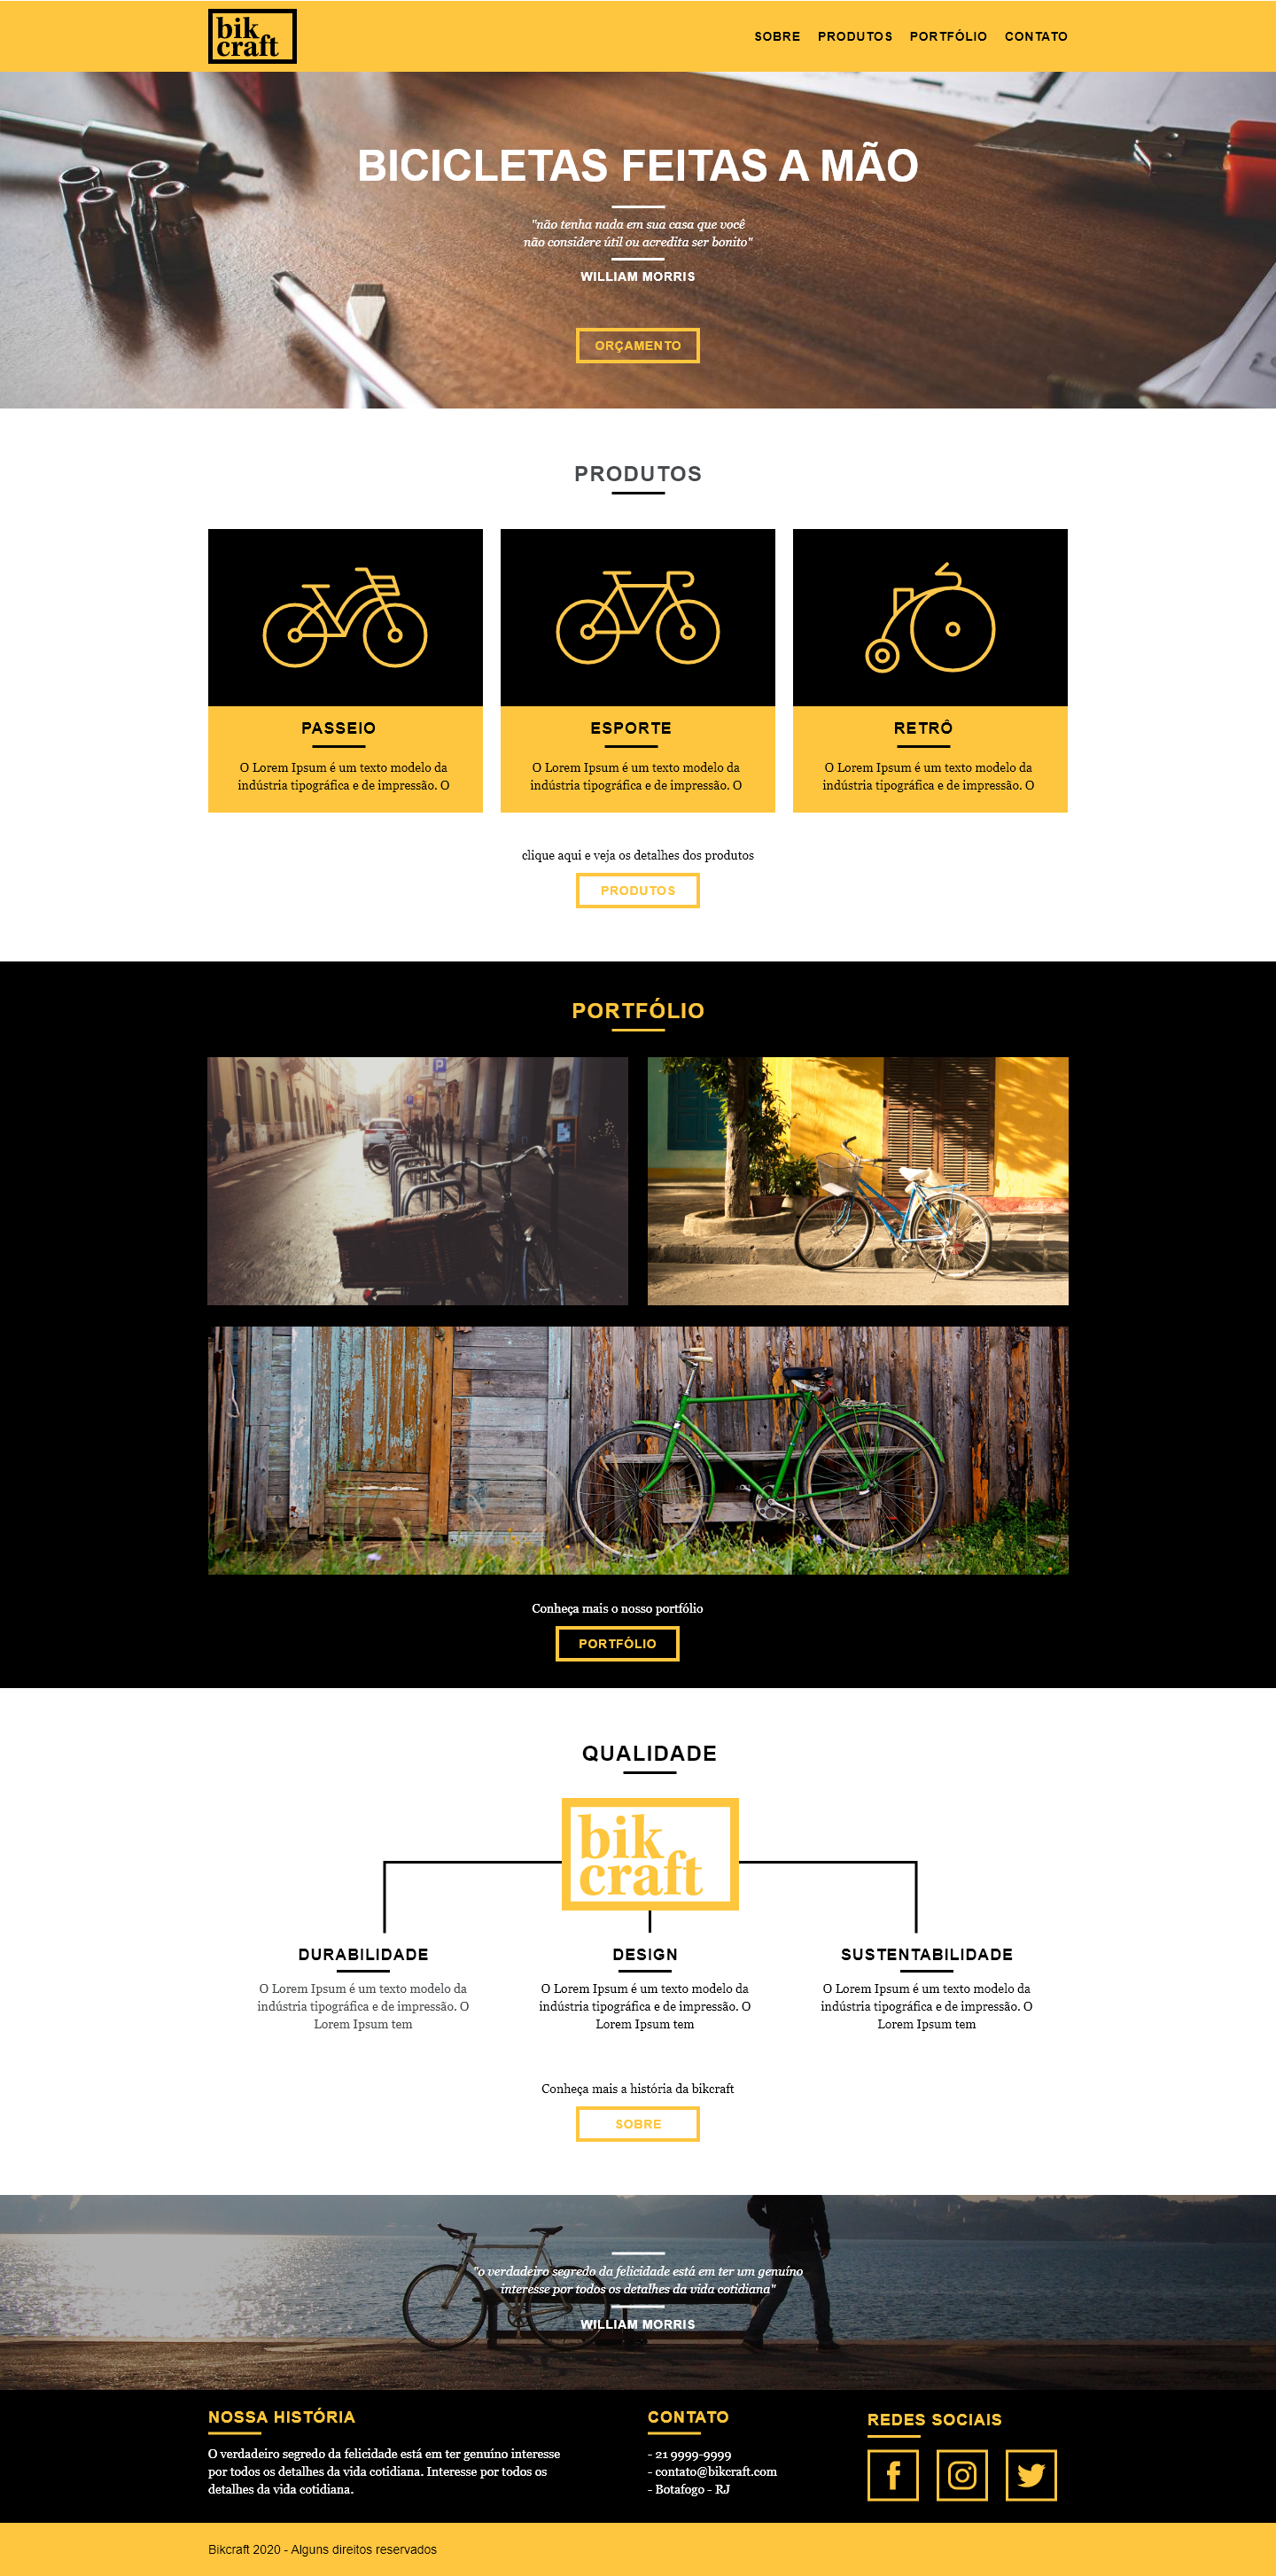 bik
craft
SOBRE PRODUTOS PORTFÓLIO CONTATO
BICICLETAS FEITAS A MÃO
"não tenha nada em sua casa que você
não considere útil ou acredita ser bonito"
WILLIAM MORRIS
ORÇAMENTO
PRODUTOS
PASSEIO
O Lorem Ipsum é um texto modelo da
indústria tipográfica e de impressão. O
ESPORTE
O Lorem Ipsum é um texto modelo da
indústria tipográfica e de impressão. O
RETRÔ
O Lorem Ipsum é um texto modelo da
indústria tipográfica e de impressão. O
clique aqui e veja os detalhes dos produtos
PRODUTOS
PORTFÓLIO
P
Conheça mais o nosso portfólio
PORTFÓLIO
QUALIDADE
bik
craft
DURABILIDADE
O Lorem Ipsum é um texto modelo da
indústria tipográfica e de impressão. O
Lorem Ipsum tem
DESIGN
O Lorem Ipsum é um texto modelo da
indústria tipográfica e de impressão. O
Lorem Ipsum tem
SUSTENTABILIDADE
O Lorem Ipsum é um texto modelo da
indústria tipográfica e de impressão. O
Lorem Ipsum tem
Conheça mais a história da bikcraft
SOBRE
"o verdadeiro segredo da felicidade está em ter um genuíno
interesse por todos os detalhes da vida cotidiana"
WILLIAM MORRIS
NOSSA HISTÓRIA
O verdadeiro segredo da felicidade está em ter genuíno interesse
por todos os detalhes da vida cotidiana. Interesse por todos os
detalhes da vida cotidiana.
CONTATO
- 21 9999-9999
- contato@bikcraft.com
- Botafogo - RJ
REDES SOCIAIS
Bikcraft 2020 - Alguns direitos reservados